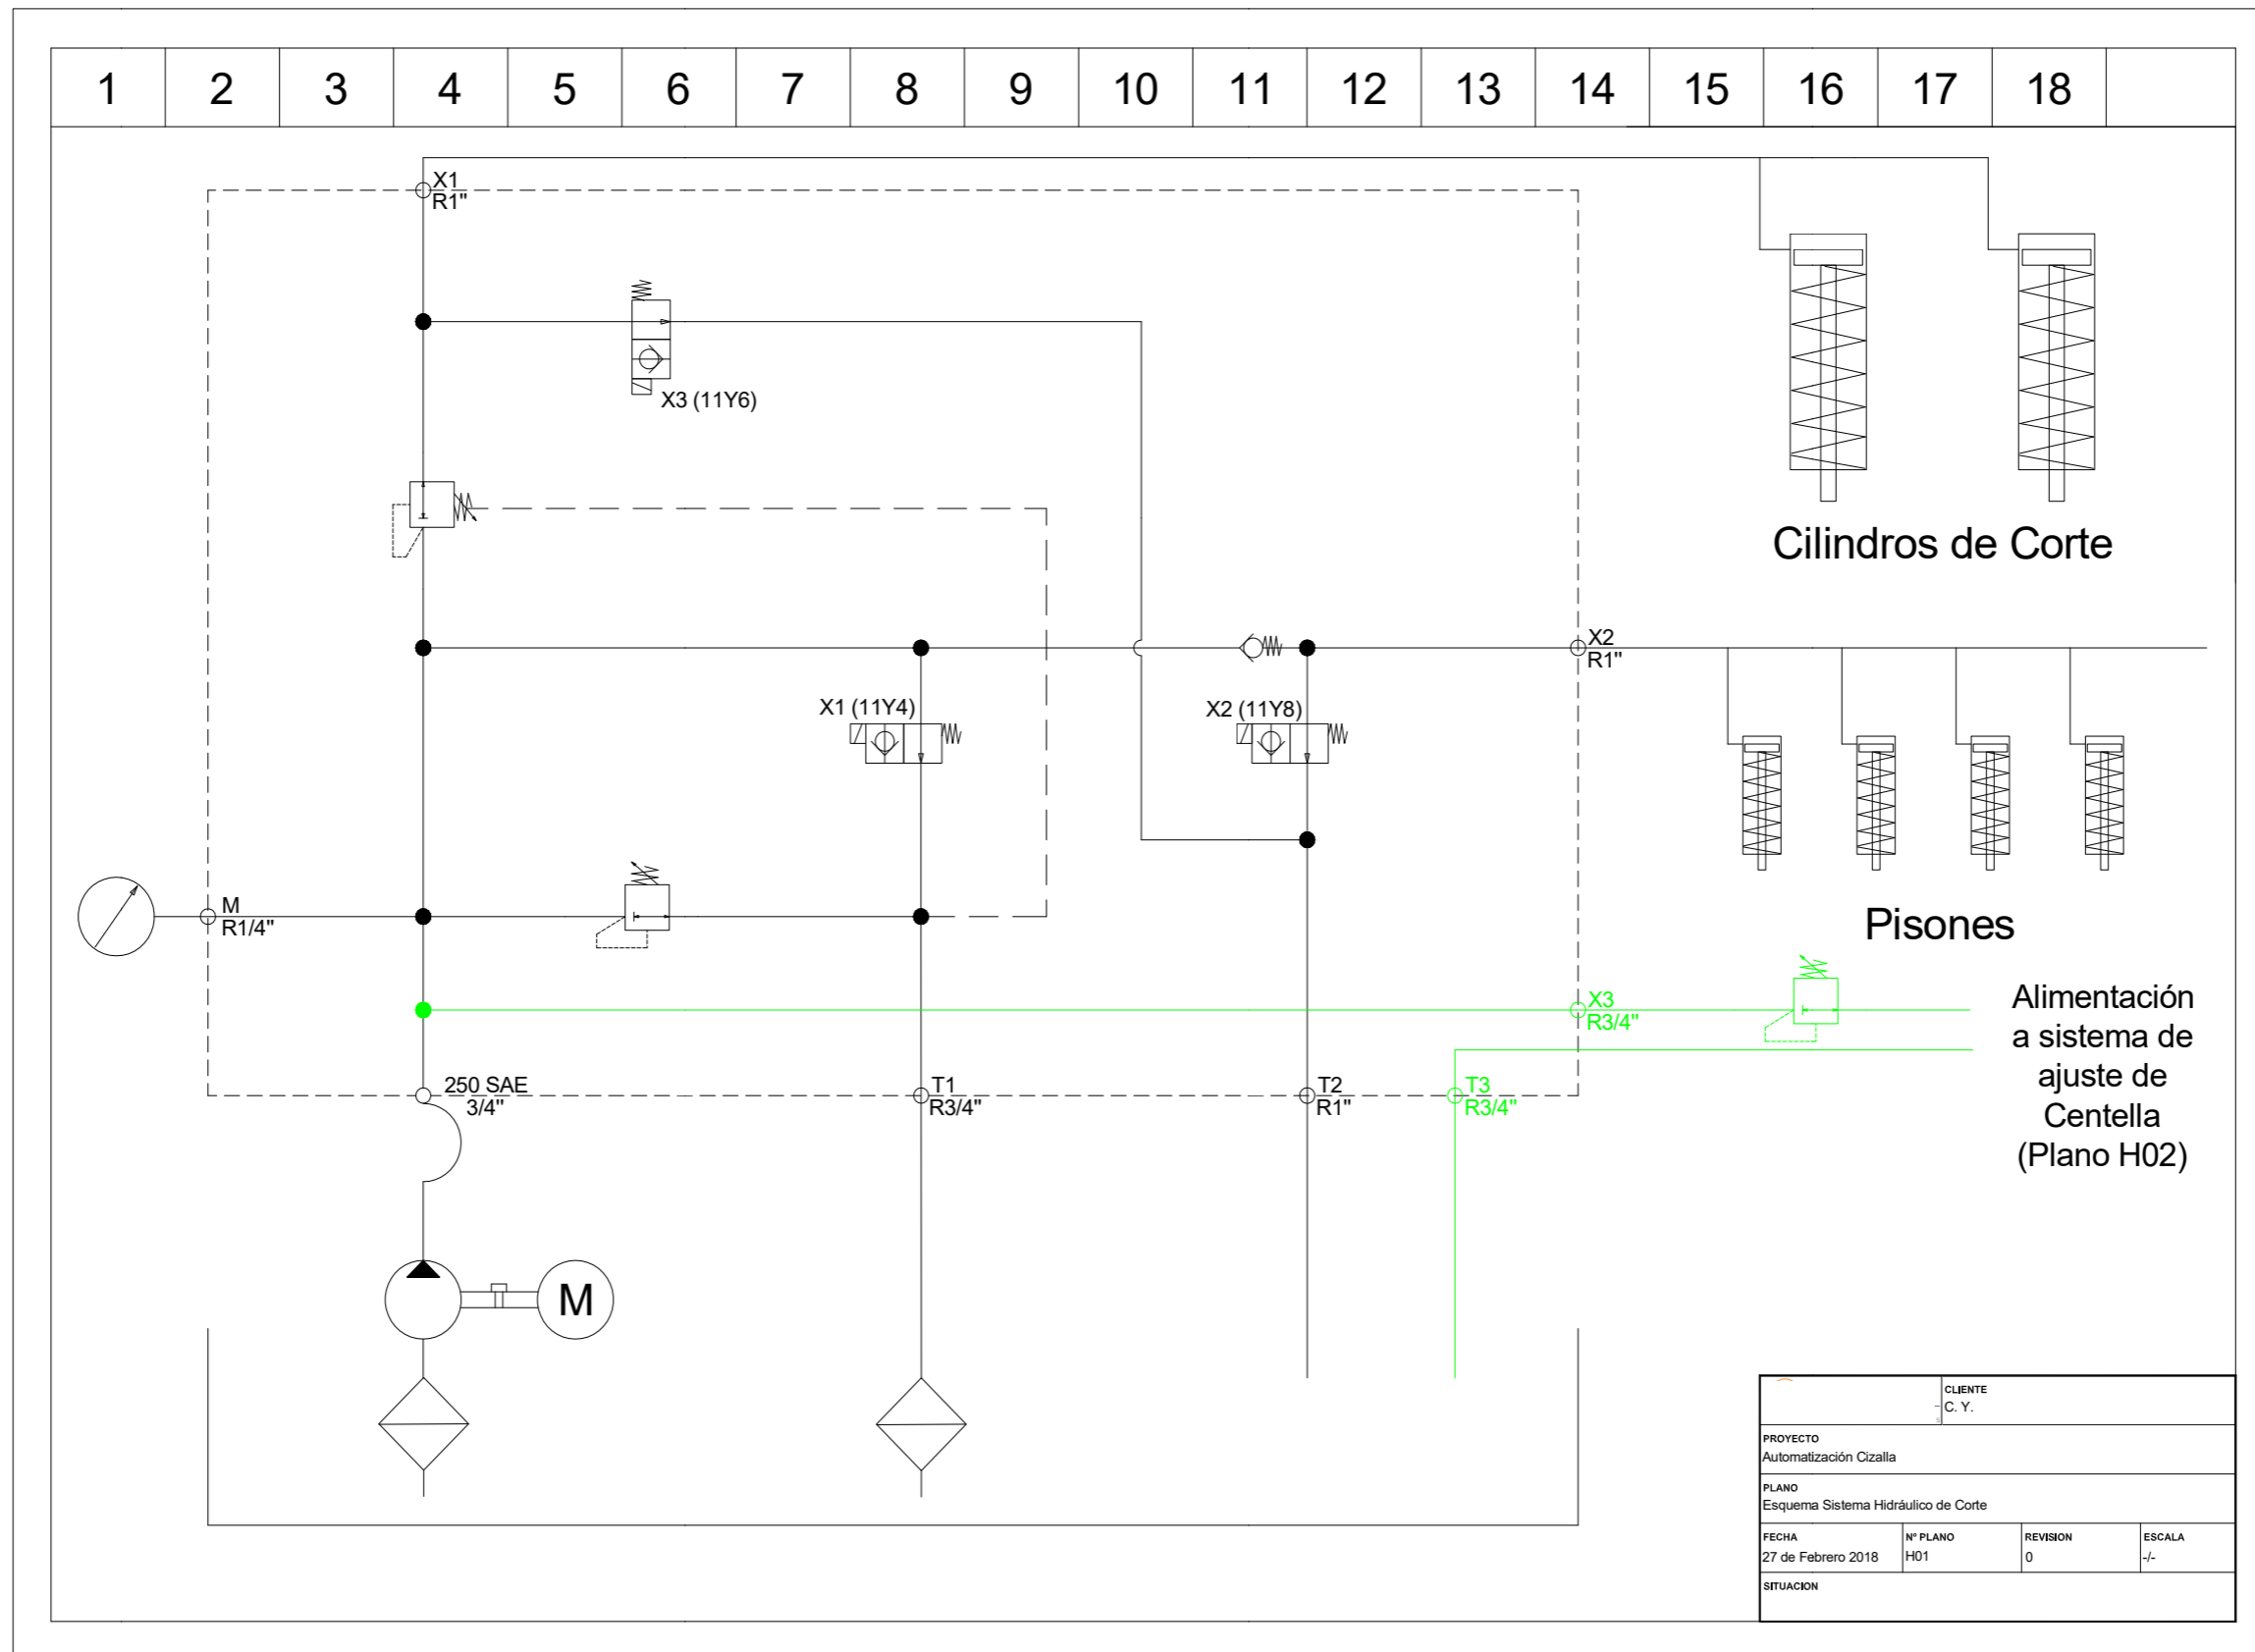 1 2 3 4 5 6 7 8 9 10 11 12 13 14 15 16 17 18
X1
R1"
X3 (11Y6)
Cilindros de Corte
X2
R1"
X1 (11Y4)
X2 (11Y8)
M
R1/4"
Pisones
X3
R3/4"
Alimentación
a sistema de
ajuste de
Centella
(Plano H02)
250 SAE
3/4"
T1
R3/4"
T2
R1"
T3
R3/4"
M
CLIENTE
C. Y.
PROYECTO
Automatización Cizalla
PLANO
Esquema Sistema Hidráulico de Corte
FECHA
27 de Febrero 2018
Nº PLANO
H01
REVISION
0
ESCALA
-/-
SITUACION